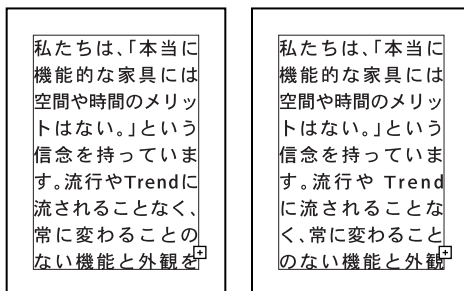 私たちは、「本当に
機能的な家具には
空間や時間のメリッ
トはない。」という
信念を持っていま
す。流行やTrendに
流されることなく、
常に変わることの
ない機能と外観を
私たちは、「本当に
機能的な家具には
空間や時間のメリッ
トはない。」という
信念を持っていま
す。流行や Trend
に流されることな
く、常に変わること
のない機能と外観